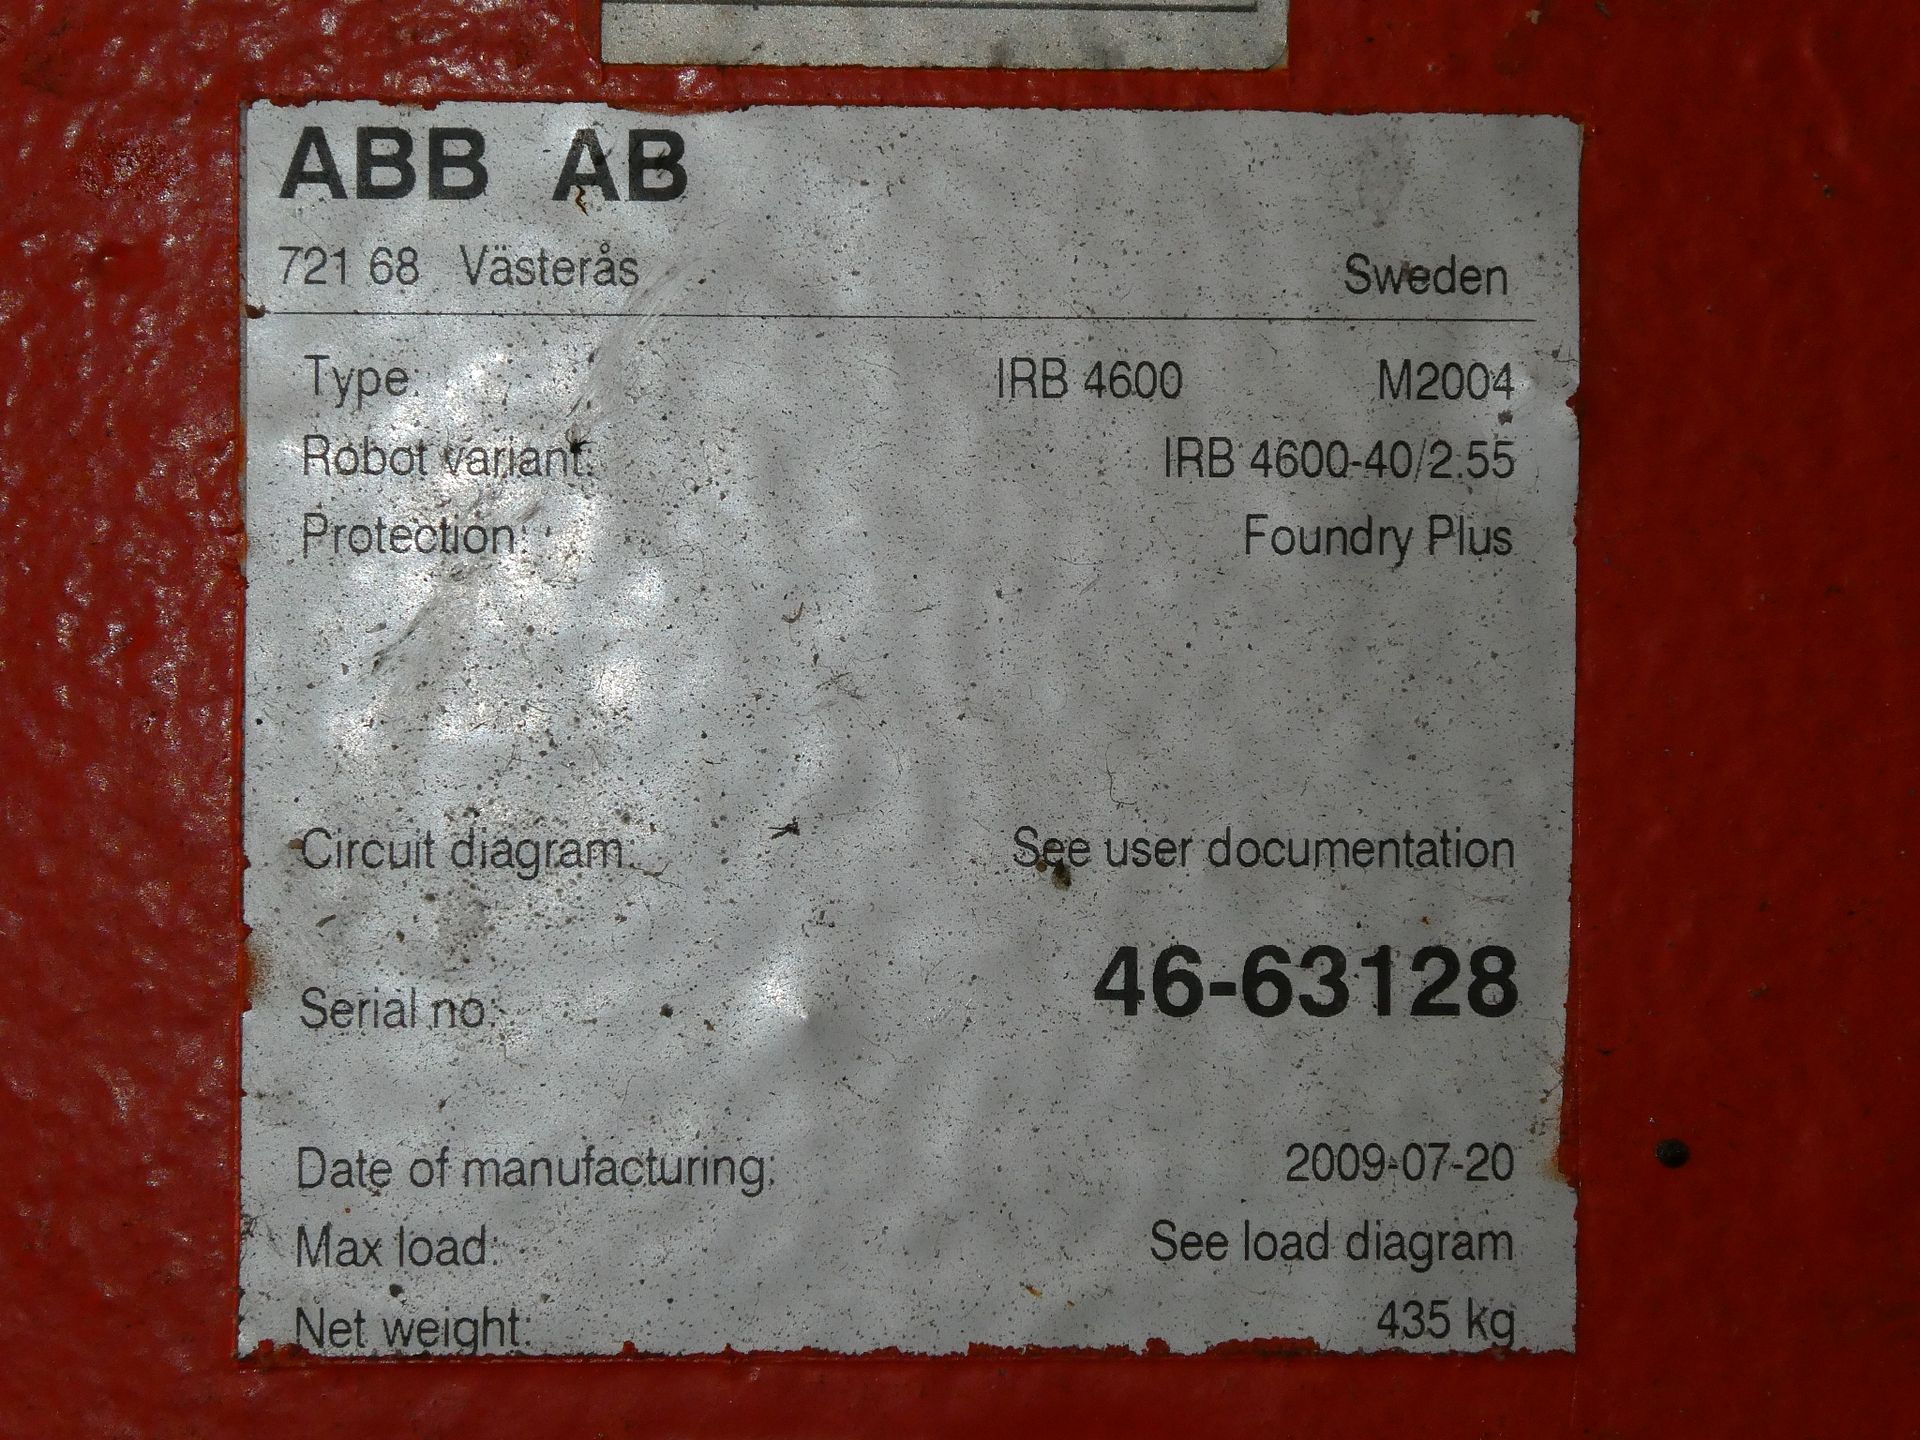 ABB AB
721 68 Västerås Sweden
Type: IRB 4600 M2004
Robot variant: IRB 4600-40/2.55
Protection: Foundry Plus
Circuit diagram: See user documentation
Serial no: 46-63128
Date of manufacturing: 2009-07-20
Max load: See load diagram
Net weight: 435 kg